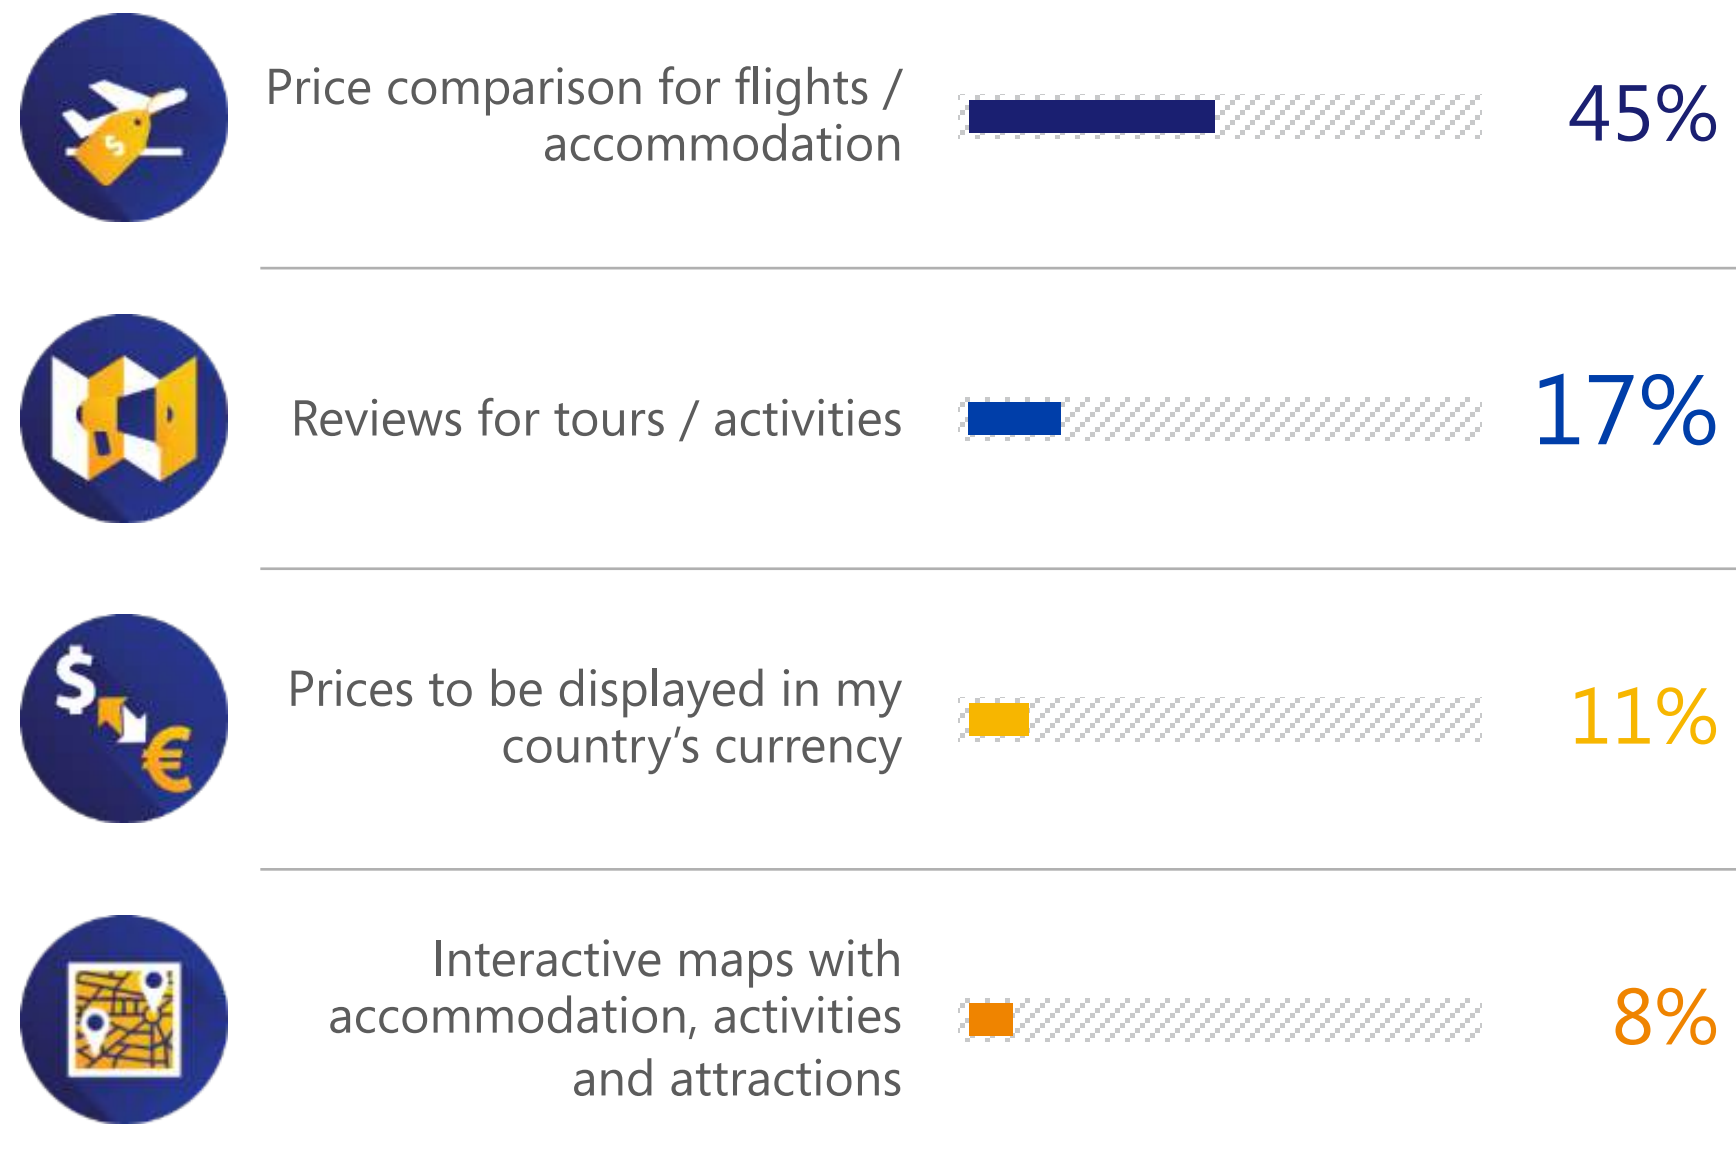 Price comparison for flights /
accommodation
45%
Reviews for tours / activities
17%
Prices to be displayed in my
country’s currency
11%
$
€
Interactive maps with
accommodation, activities
and attractions
8%
$